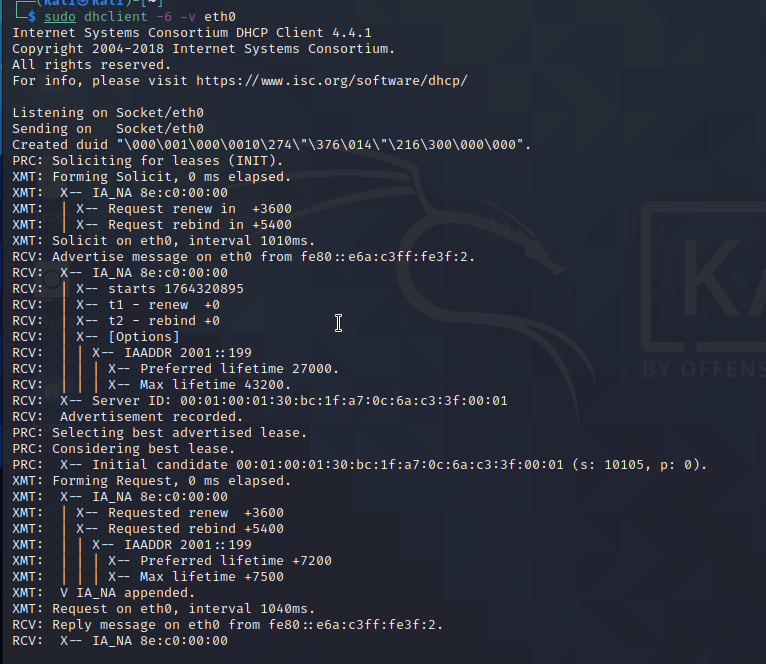 (kali㉿kali)-[~]
└─$ sudo dhclient -6 -v eth0
Internet Systems Consortium DHCP Client 4.4.1
Copyright 2004-2018 Internet Systems Consortium.
All rights reserved.
For info, please visit https://www.isc.org/software/dhcp/
Listening on Socket/eth0
Sending on   Socket/eth0
Created duid "\000\001\000\0010\274\"\376\014\"\216\300\000\000".
PRC: Soliciting for leases (INIT).
XMT: Forming Solicit, 0 ms elapsed.
XMT:  X-- IA_NA 8e:c0:00:00
XMT:  | X-- Request renew in  +3600
XMT:  | X-- Request rebind in +5400
XMT: Solicit on eth0, interval 1010ms.
RCV: Advertise message on eth0 from fe80::e6a:c3ff:fe3f:2.
RCV:  X-- IA_NA 8e:c0:00:00
RCV:  | X-- starts 1764320895
RCV:  | X-- t1 - renew  +0
RCV:  | X-- t2 - rebind +0
RCV:  | X-- [Options]
RCV:  | | X-- IAADDR 2001::199
RCV:  | | | X-- Preferred lifetime 27000.
RCV:  | | | X-- Max lifetime 43200.
RCV:  X-- Server ID: 00:01:00:01:30:bc:1f:a7:0c:6a:c3:3f:00:01
RCV:  Advertisement recorded.
PRC: Selecting best advertised lease.
PRC: Considering best lease.
PRC:  X-- Initial candidate 00:01:00:01:30:bc:1f:a7:0c:6a:c3:3f:00:01 (s: 10105, p: 0).
XMT: Forming Request, 0 ms elapsed.
XMT:  X-- IA_NA 8e:c0:00:00
XMT:  | X-- Requested renew  +3600
XMT:  | X-- Requested rebind +5400
XMT:  | | X-- IAADDR 2001::199
XMT:  | | | X-- Preferred lifetime +7200
XMT:  | | | X-- Max lifetime +7500
XMT:  V IA_NA appended.
XMT: Request on eth0, interval 1040ms.
RCV: Reply message on eth0 from fe80::e6a:c3ff:fe3f:2.
RCV:  X-- IA_NA 8e:c0:00:00
KA
BY OFFENS